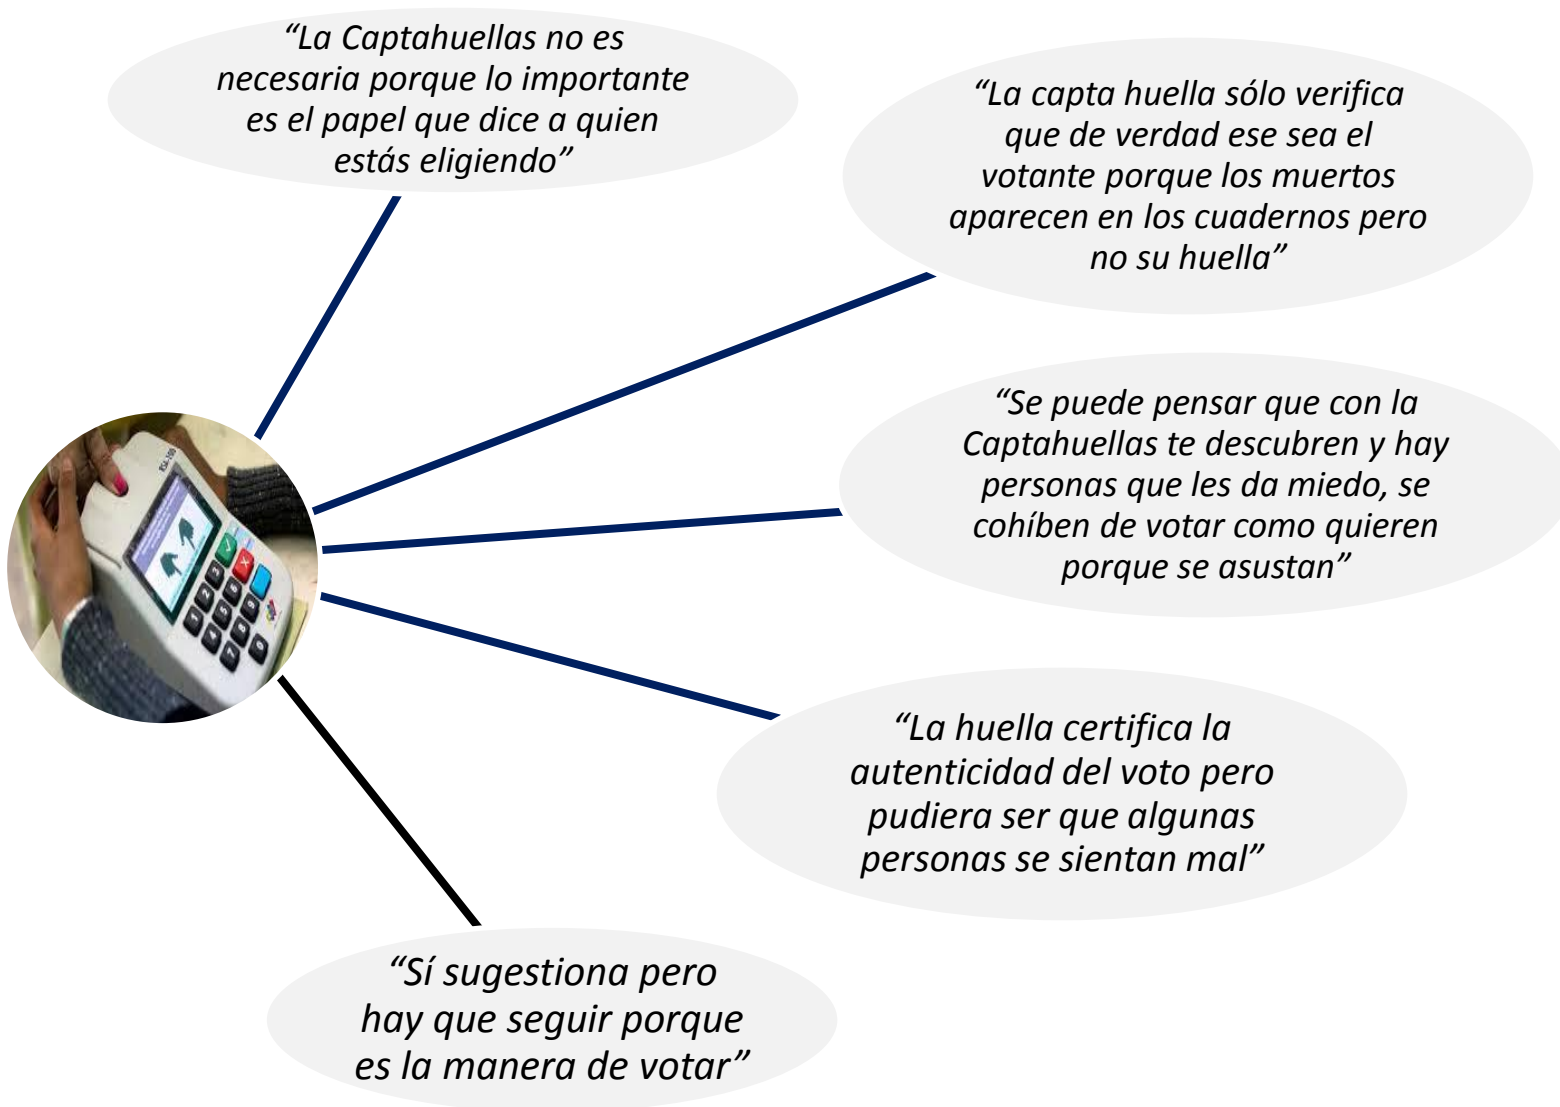 “La Captahuellas no es
necesaria porque lo importante
es el papel que dice a quien
estás eligiendo”
“La capta huella sólo verifica
que de verdad ese sea el
votante porque los muertos
aparecen en los cuadernos pero
no su huella”
“Se puede pensar que con la
Captahuellas te descubren y hay
personas que les da miedo, se
cohíben de votar como quieren
porque se asustan”
“La huella certifica la
autenticidad del voto pero
pudiera ser que algunas
personas se sientan mal”
“Sí sugestiona pero
hay que seguir porque
es la manera de votar”